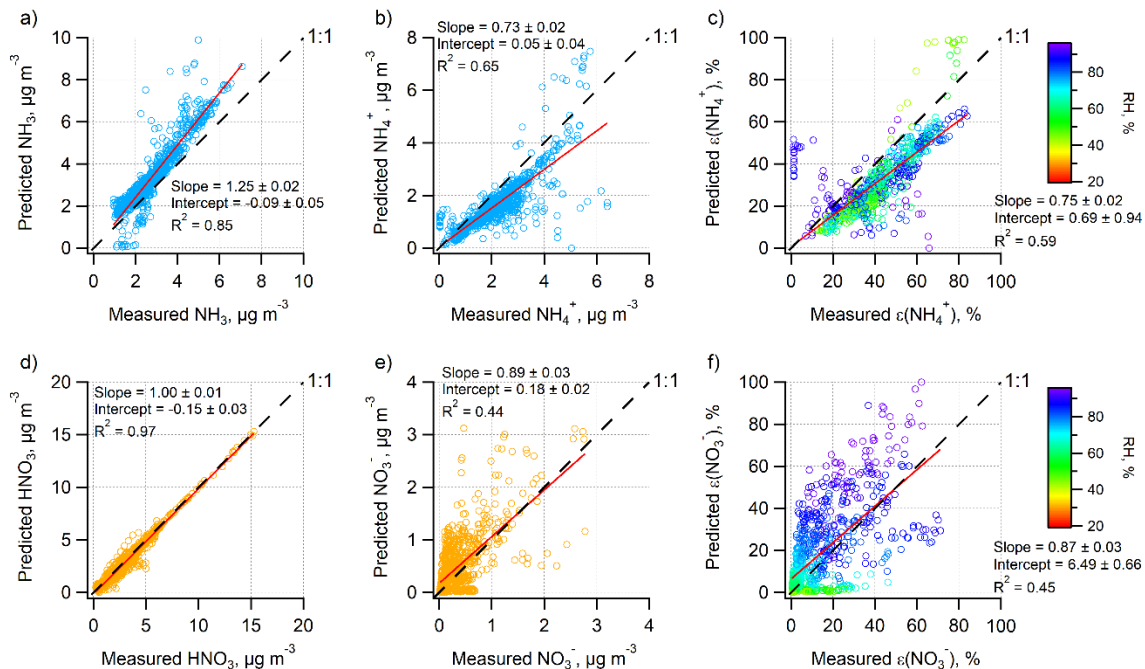 a)
10
8
6
4
2
0
Predicted NH₃, µg m⁻³
1:1
Slope = 1.25 ± 0.02
Intercept = -0.09 ± 0.05
R² = 0.85
0 2 4 6 8 10
Measured NH₃, µg m⁻³
b)
Slope = 0.73 ± 0.02
Intercept = 0.05 ± 0.04
R² = 0.65
8
6
4
2
0
Predicted NH₄⁺, µg m⁻³
1:1
0 2 4 6 8
Measured NH₄⁺, µg m⁻³
c)
100
80
60
40
20
0
Predicted ε(NH₄⁺), %
1:1
80
60
40
20
RH, %
Slope = 0.75 ± 0.02
Intercept = 0.69 ± 0.94
R² = 0.59
0 20 40 60 80 100
Measured ε(NH₄⁺), %
d)
20
15
10
5
0
Predicted HNO₃, µg m⁻³
Slope = 1.00 ± 0.01
Intercept = -0.15 ± 0.03
R² = 0.97
1:1
0 5 10 15 20
Measured HNO₃, µg m⁻³
e)
Slope = 0.89 ± 0.03
Intercept = 0.18 ± 0.02
R² = 0.44
4
3
2
1
0
Predicted NO₃⁻, µg m⁻³
1:1
0 1 2 3 4
Measured NO₃⁻, µg m⁻³
f)
100
80
60
40
20
0
Predicted ε(NO₃⁻), %
1:1
80
60
40
20
RH, %
Slope = 0.87 ± 0.03
Intercept = 6.49 ± 0.66
R² = 0.45
0 20 40 60 80 100
Measured ε(NO₃⁻), %